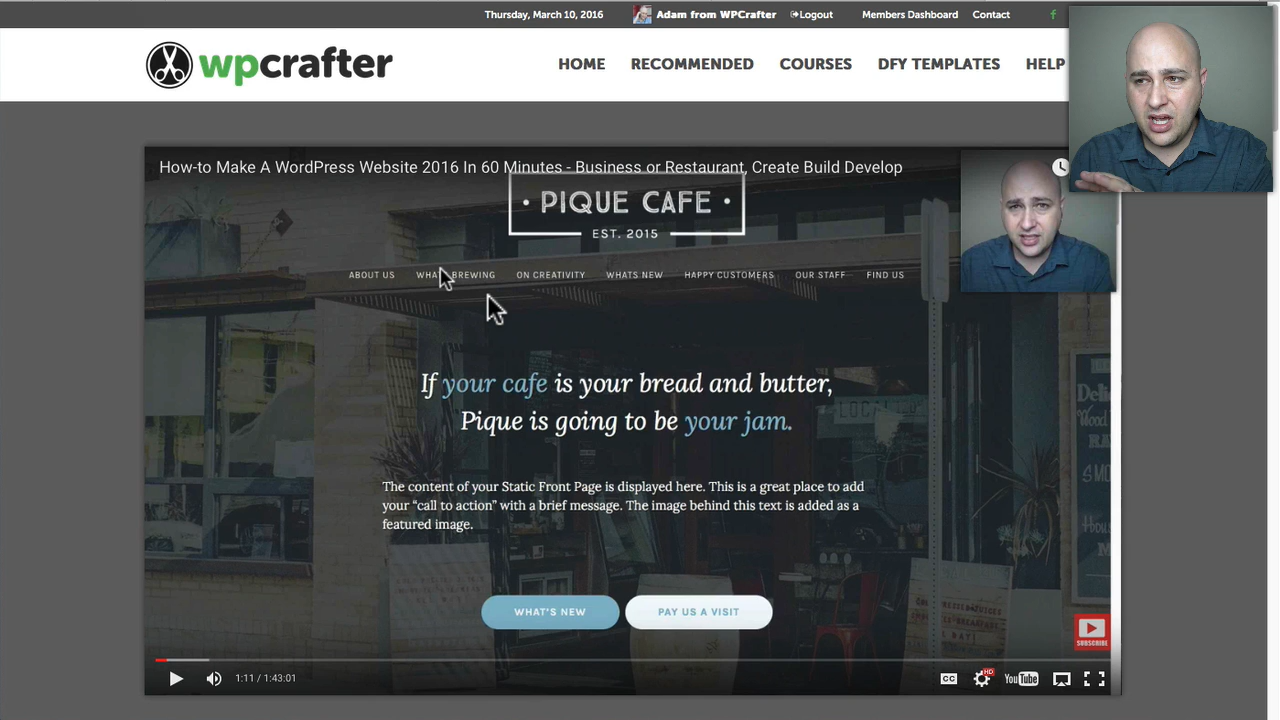 Thursday, March 10, 2016
Adam from WPCrafter
Logout
Members Dashboard
Contact
wpcrafter
HOME
RECOMMENDED
COURSES
DFY TEMPLATES
HELP
How-to Make A WordPress Website 2016 In 60 Minutes - Business or Restaurant, Create Build Develop
PIQUE CAFE
EST. 2015
ABOUT US
BREWING
ON CREATIVITY
WHATS NEW
HAPPY CUSTOMERS
OUR STAFF
FIND US
If your cafe is your bread and butter,
Pique is going to be your jam.
The content of your Static Front Page is displayed here. This is a great place to add
your “call to action” with a brief message. The image behind this text is added as a
featured image.
WHAT'S NEW
PAY US A VISIT
SUBSCRIBE
1:11 / 1:43:01
CC
HD
YouTube